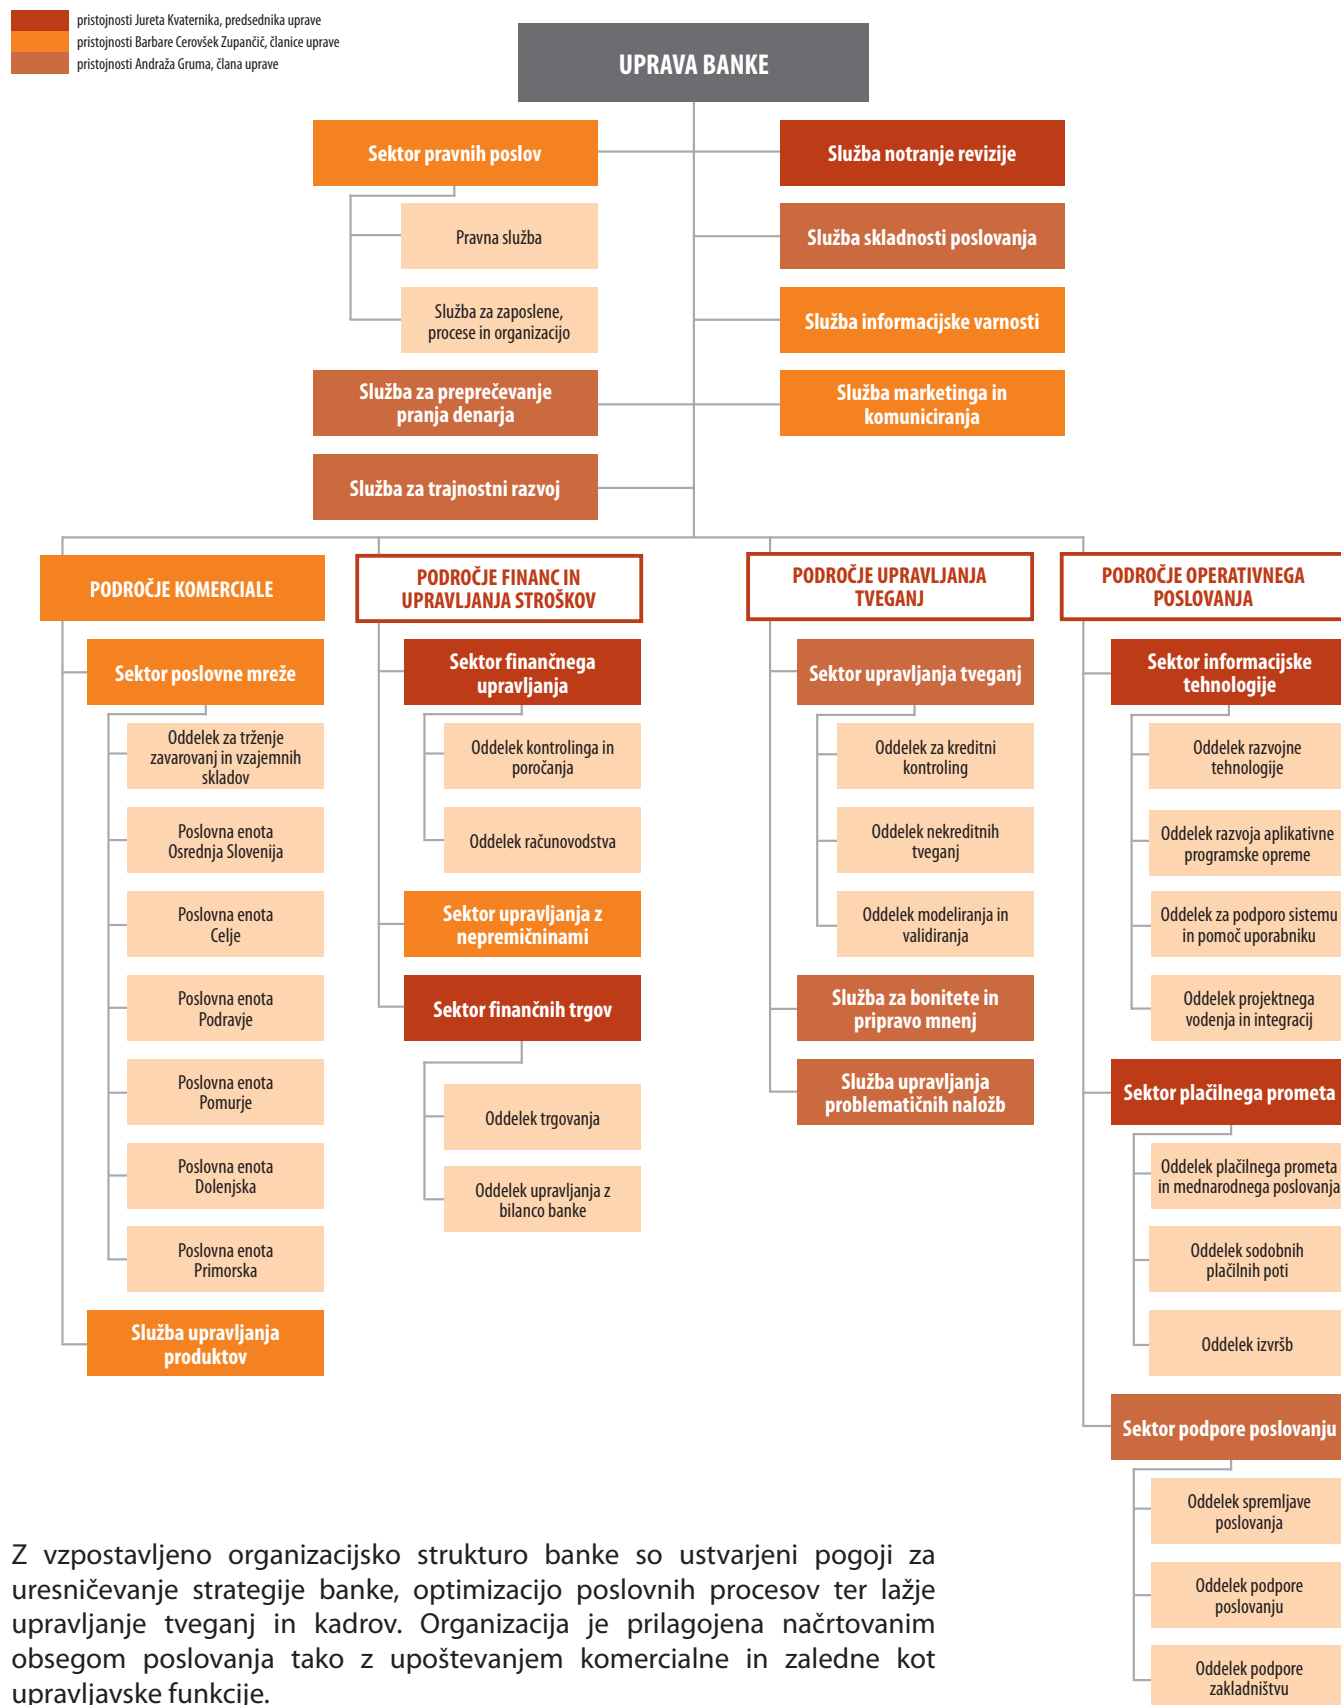 pristojnosti Jureta Kvaternika, predsednika uprave
pristojnosti Barbare Cerovšek Zupančič, članice uprave
pristojnosti Andraža Gruma, člana uprave
UPRAVA BANKE
Sektor pravnih poslov
Pravna služba
Služba za zaposlene,
procese in organizacijo
Služba za preprečevanje
pranja denarja
Služba za trajnostni razvoj
Služba notranje revizije
Služba skladnosti poslovanja
Služba informacijske varnosti
Služba marketinga in
komuniciranja
PODROČJE KOMERCIALE
Sektor poslovne mreže
Oddelek za trženje
zavarovanj in vzajemnih
skladov
Poslovna enota
Osrednja Slovenija
Poslovna enota
Celje
Poslovna enota
Podravje
Poslovna enota
Pomurje
Poslovna enota
Dolenjska
Poslovna enota
Primorska
Služba upravljanja
produktov
PODROČJE FINANC IN
UPRAVLJANJA STROŠKOV
Sektor finančnega
upravljanja
Oddelek kontrolinga in
poročanja
Oddelek računovodstva
Sektor upravljanja z
nepremičninami
Sektor finančnih trgov
Oddelek trgovanja
Oddelek upravljanja z
bilanco banke
PODROČJE UPRAVLJANJA
TVEGANJ
Sektor upravljanja tveganj
Oddelek za kreditni
kontroling
Oddelek nekreditnih
tveganj
Oddelek modeliranja in
validiranja
Služba za bonitete in
pripravo mnenj
Služba upravljanja
problematičnih naložb
PODROČJE OPERATIVNEGA
POSLOVANJA
Sektor informacijske
tehnologije
Oddelek razvojne
tehnologije
Oddelek razvoja aplikativne
programske opreme
Oddelek za podporo sistemu
in pomoč uporabniku
Oddelek projektnega
vodenja in integracij
Sektor plačilnega prometa
Oddelek plačilnega prometa
in mednarodnega poslovanja
Oddelek sodobnih
plačilnih poti
Oddelek izvršb
Sektor podpore poslovanju
Oddelek spremljave
poslovanja
Oddelek podpore
poslovanju
Oddelek podpore
zakladništvu
Z vzpostavljeno organizacijsko strukturo banke so ustvarjeni pogoji za
uresničevanje strategije banke, optimizacijo poslovnih procesov ter lažje
upravljanje tveganj in kadrov. Organizacija je prilagojena načrtovanim
obsegom poslovanja tako z upoštevanjem komercialne in zaledne kot
upravljavske funkcije.